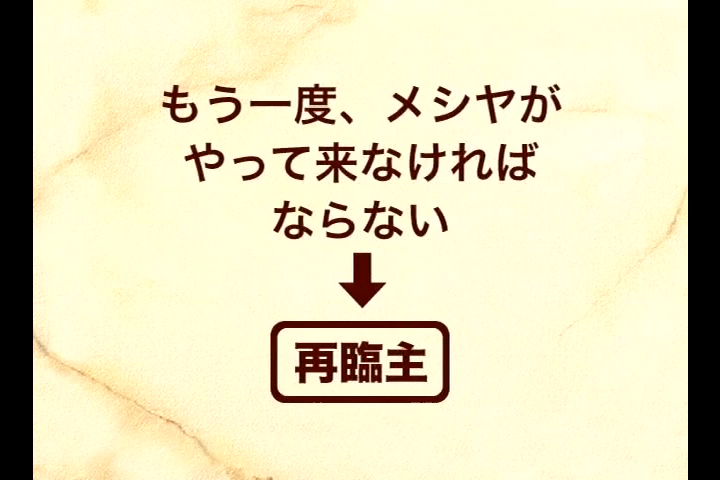 もう一度、メシヤが
やって来なければ
ならない
再臨主